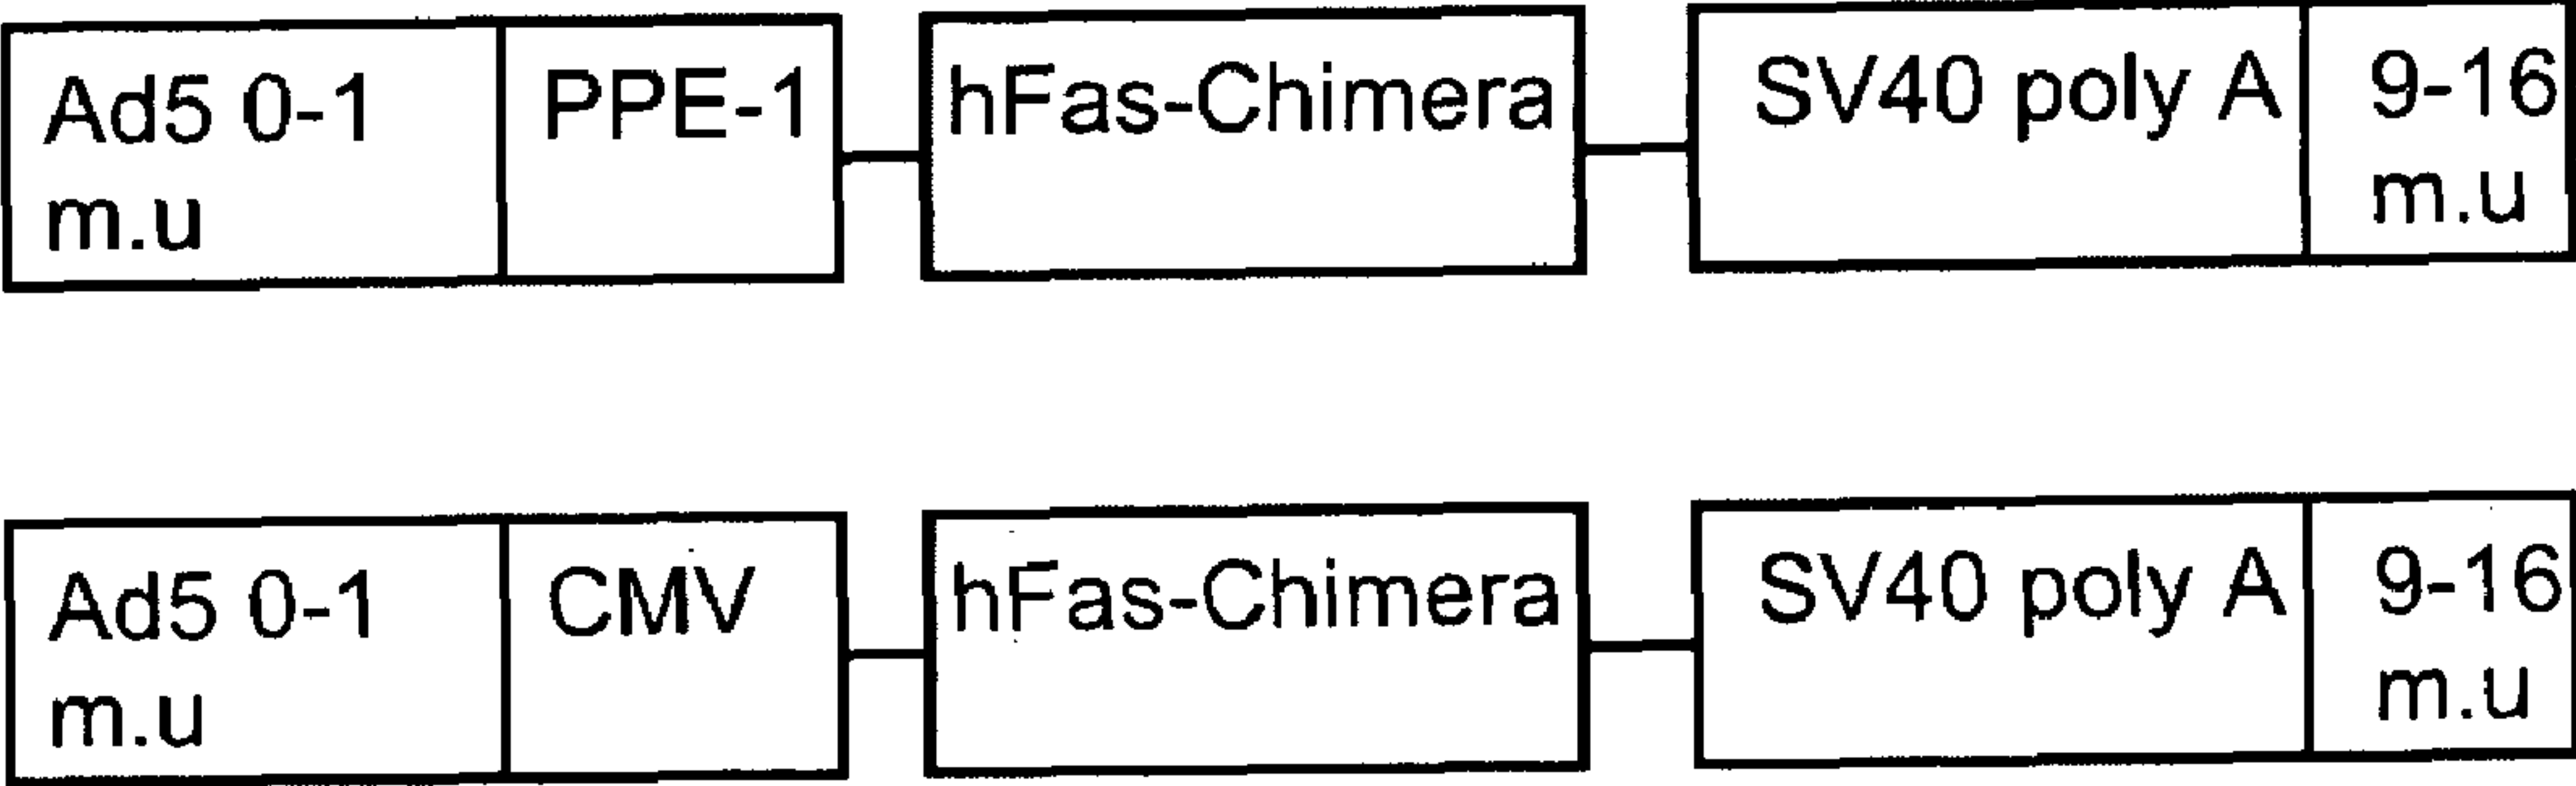 Ad5 0-1 PPE-1 hFas-Chimera SV40 poly A 9-16
m.u m.u
Ad5 0-1 CMV hFas-Chimera SV40 poly A 9-16
m.u m.u